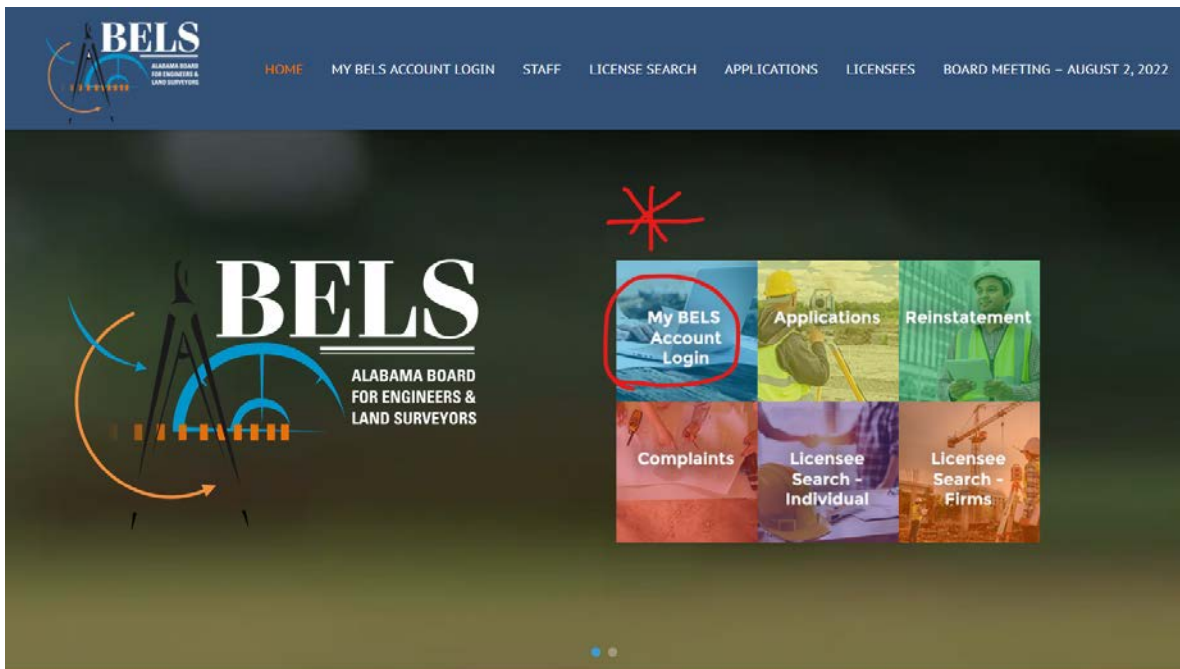 BELS
ALABAMA BOARD
FOR ENGINEERS &
LAND SURVEYORS
HOME MY BELS ACCOUNT LOGIN STAFF LICENSE SEARCH APPLICATIONS LICENSEES BOARD MEETING – AUGUST 2, 2022
BELS
ALABAMA BOARD
FOR ENGINEERS &
LAND SURVEYORS
My BELS
Account
Login
Applications
Reinstatement
Complaints
Licensee
Search -
Individual
Licensee
Search -
Firms